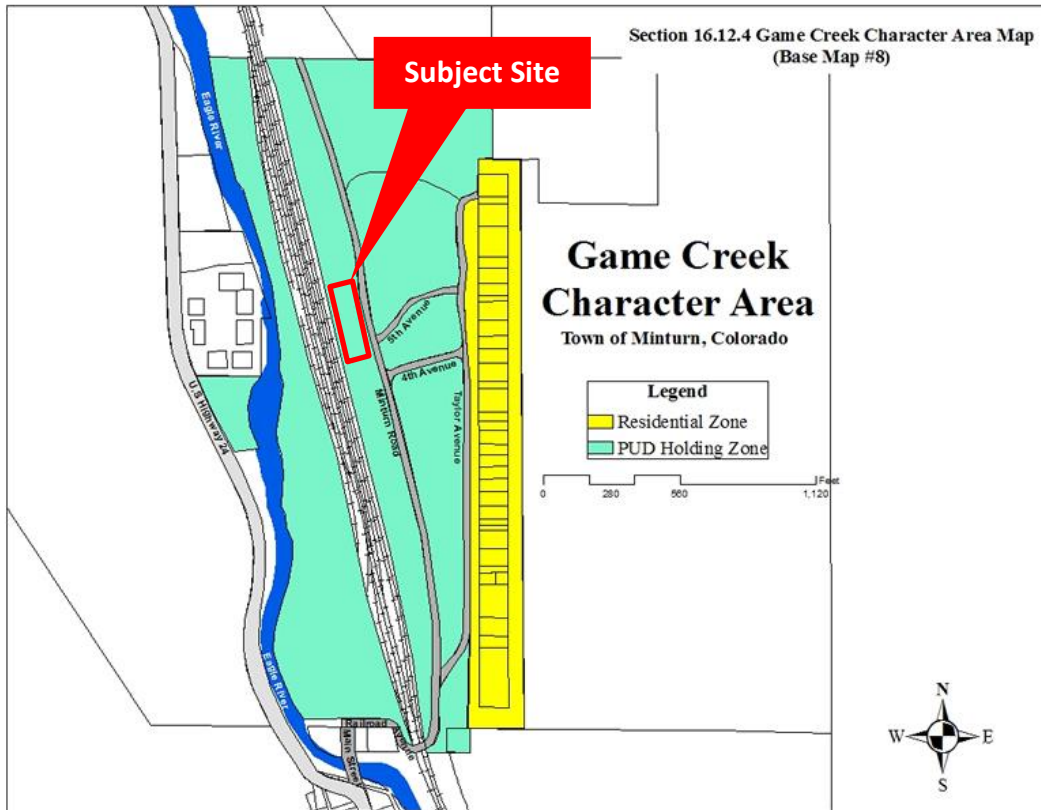 Section 16.12.4 Game Creek Character Area Map
(Base Map #8)
Subject Site
Eagle River
Game Creek
Character Area
Town of Minturn, Colorado
5th Avenue
4th Avenue
U.S Highway 24
Minturn Road
Taylor Avenue
Legend
Residential Zone
PUD Holding Zone
Feet
0 280 560 1,120
Eagle River
Railroad
Avenue
Main Street
N
W E
S